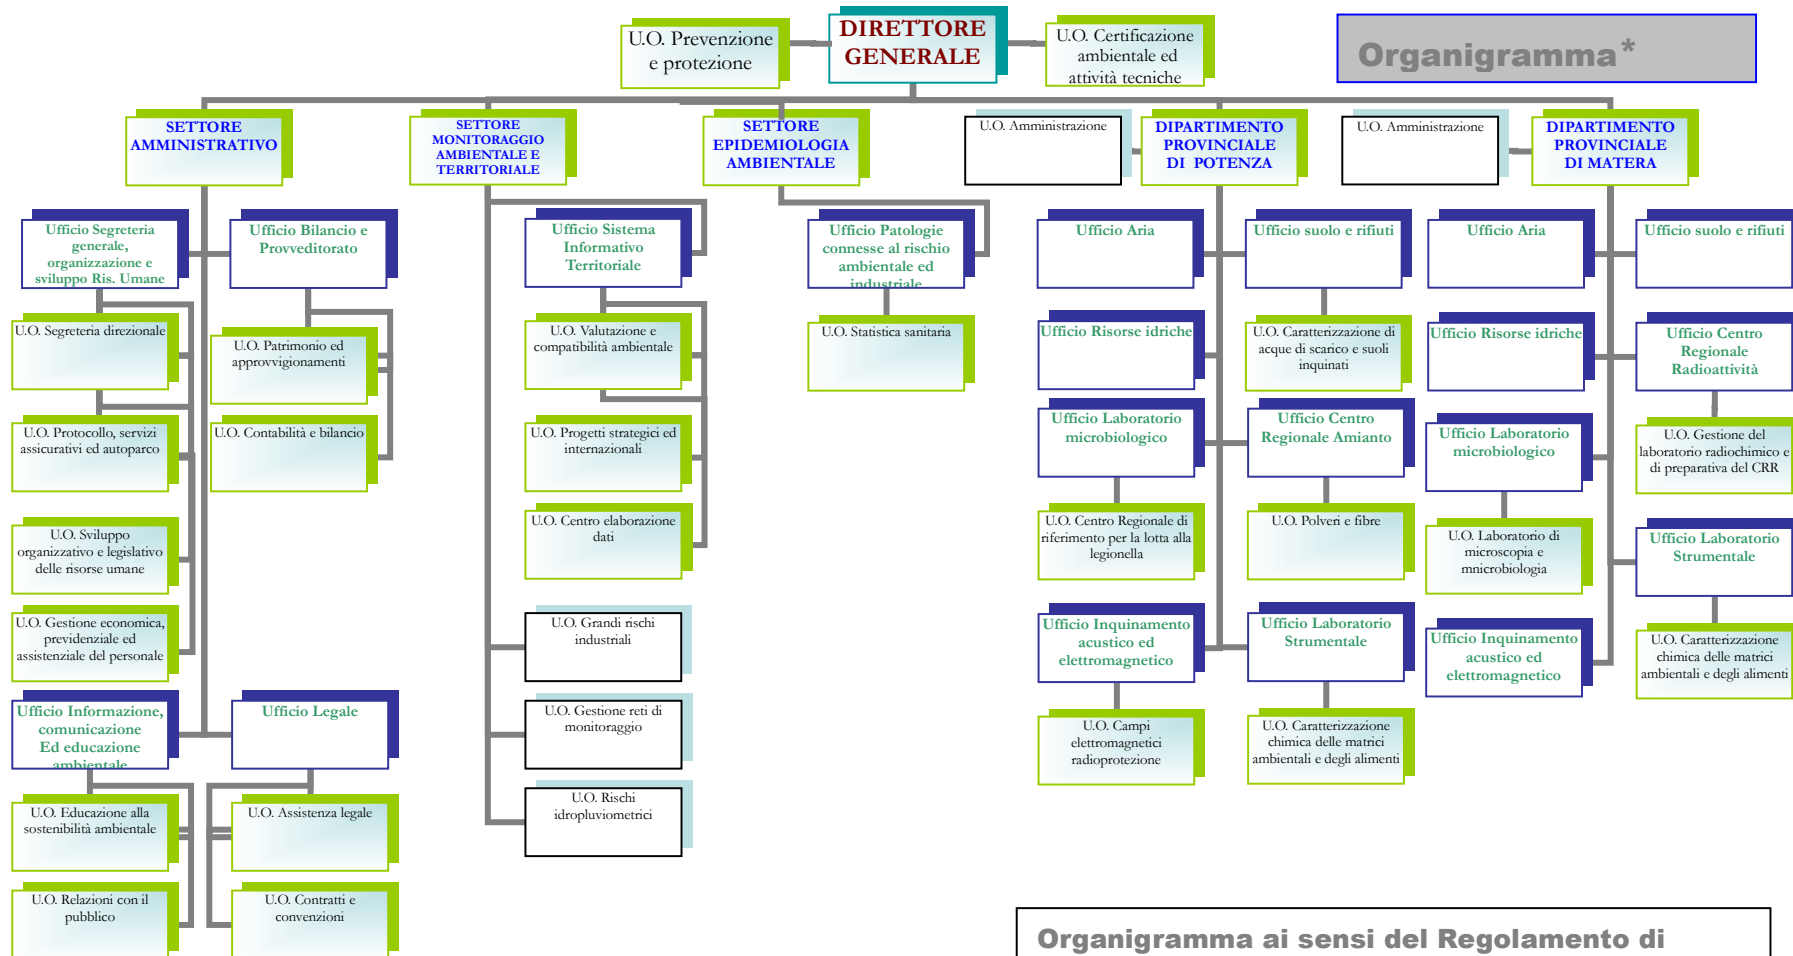 U.O. Prevenzione
e protezione
DIRETTORE
GENERALE
U.O. Certificazione
ambientale ed
attività tecniche
Organigramma*
SETTORE
AMMINISTRATIVO
SETTORE
MONITORAGGIO
AMBIENTALE E
TERRITORIALE
SETTORE
EPIDEMIOLOGIA
AMBIENTALE
U.O. Amministrazione
DIPARTIMENTO
PROVINCIALE
DI POTENZA
U.O. Amministrazione
DIPARTIMENTO
PROVINCIALE
DI MATERA
Ufficio Segreteria
generale,
organizzazione e
sviluppo Ris. Umane
Ufficio Bilancio e
Provveditorato
Ufficio Sistema
Informativo
Territoriale
Ufficio Patologie
connesse al rischio
ambientale ed
industriale
Ufficio Aria
Ufficio suolo e rifiuti
Ufficio Aria
Ufficio suolo e rifiuti
U.O. Segreteria direzionale
U.O. Patrimonio ed
approvvigionamenti
U.O. Valutazione e
compatibilità ambientale
U.O. Statistica sanitaria
Ufficio Risorse idriche
U.O. Caratterizzazione di
acque di scarico e suoli
inquinati
Ufficio Risorse idriche
Ufficio Centro
Regionale
Radioattività
U.O. Protocollo, servizi
assicurativi ed autoparco
U.O. Contabilità e bilancio
U.O. Progetti strategici ed
internazionali
Ufficio Laboratorio
microbiologico
Ufficio Centro
Regionale Amianto
Ufficio Laboratorio
microbiologico
U.O. Gestione del
laboratorio radiochimico e
di preparativa del CRR
U.O. Sviluppo
organizzativo e legislativo
delle risorse umane
U.O. Centro elaborazione
dati
U.O. Centro Regionale di
riferimento per la lotta alla
legionella
U.O. Polveri e fibre
U.O. Laboratorio di
microscopia e
mnicrobiologia
Ufficio Laboratorio
Strumentale
U.O. Gestione economica,
previdenziale ed
assistenziale del personale
U.O. Grandi rischi
industriali
Ufficio Inquinamento
acustico ed
elettromagnetico
Ufficio Laboratorio
Strumentale
Ufficio Inquinamento
acustico ed
elettromagnetico
U.O. Caratterizzazione
chimica delle matrici
ambientali e degli alimenti
Ufficio Informazione,
comunicazione
Ed educazione
ambientale
Ufficio Legale
U.O. Gestione reti di
monitoraggio
U.O. Campi
elettromagnetici
radioprotezione
U.O. Caratterizzazione
chimica delle matrici
ambientali e degli alimenti
U.O. Educazione alla
sostenibilità ambientale
U.O. Assistenza legale
U.O. Rischi
idropluviometrici
U.O. Relazioni con il
pubblico
U.O. Contratti e
convenzioni
Organigramma ai sensi del Regolamento di